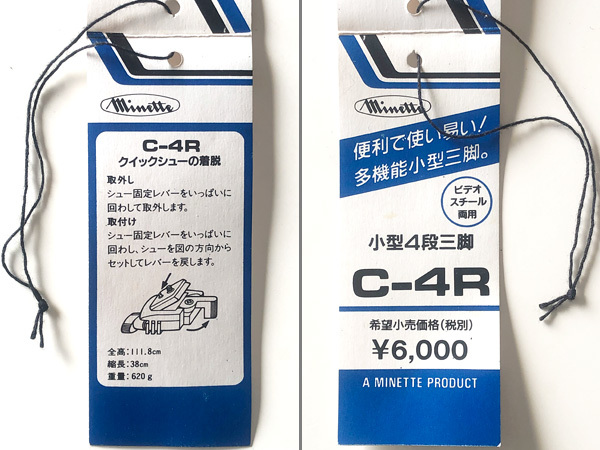 Minette
C-4R
クイックシューの着脱
取外し
シュー固定レバーをいっぱいに
回わして取外します。
取付け
シュー固定レバーをいっぱいに
回わし、シューを図の方向から
セットしてレバーを戻します。
全高:111.8cm
縮長:38cm
重量:620g
Minette
便利で使い易い!
多機能小型三脚。
ビデオ
スチール
両用
小型4段三脚
C-4R
希望小売価格(税別)
¥6,000
A MINETTE PRODUCT